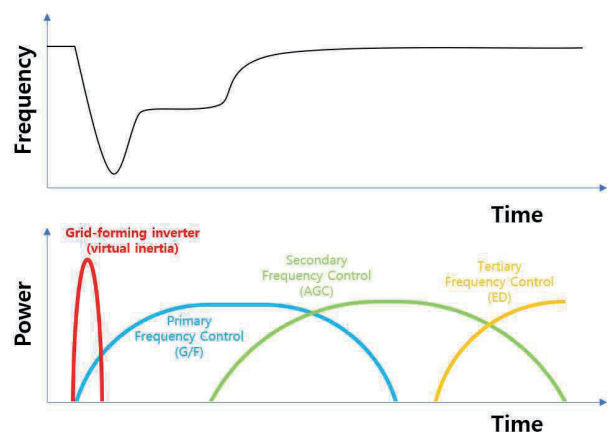 Frequency
Time
Grid-forming inverter
(virtual inertia)
Secondary
Frequency Control
(AGC)
Tertiary
Frequency Control
(ED)
Primary
Frequency Control
(G/F)
Power
Time